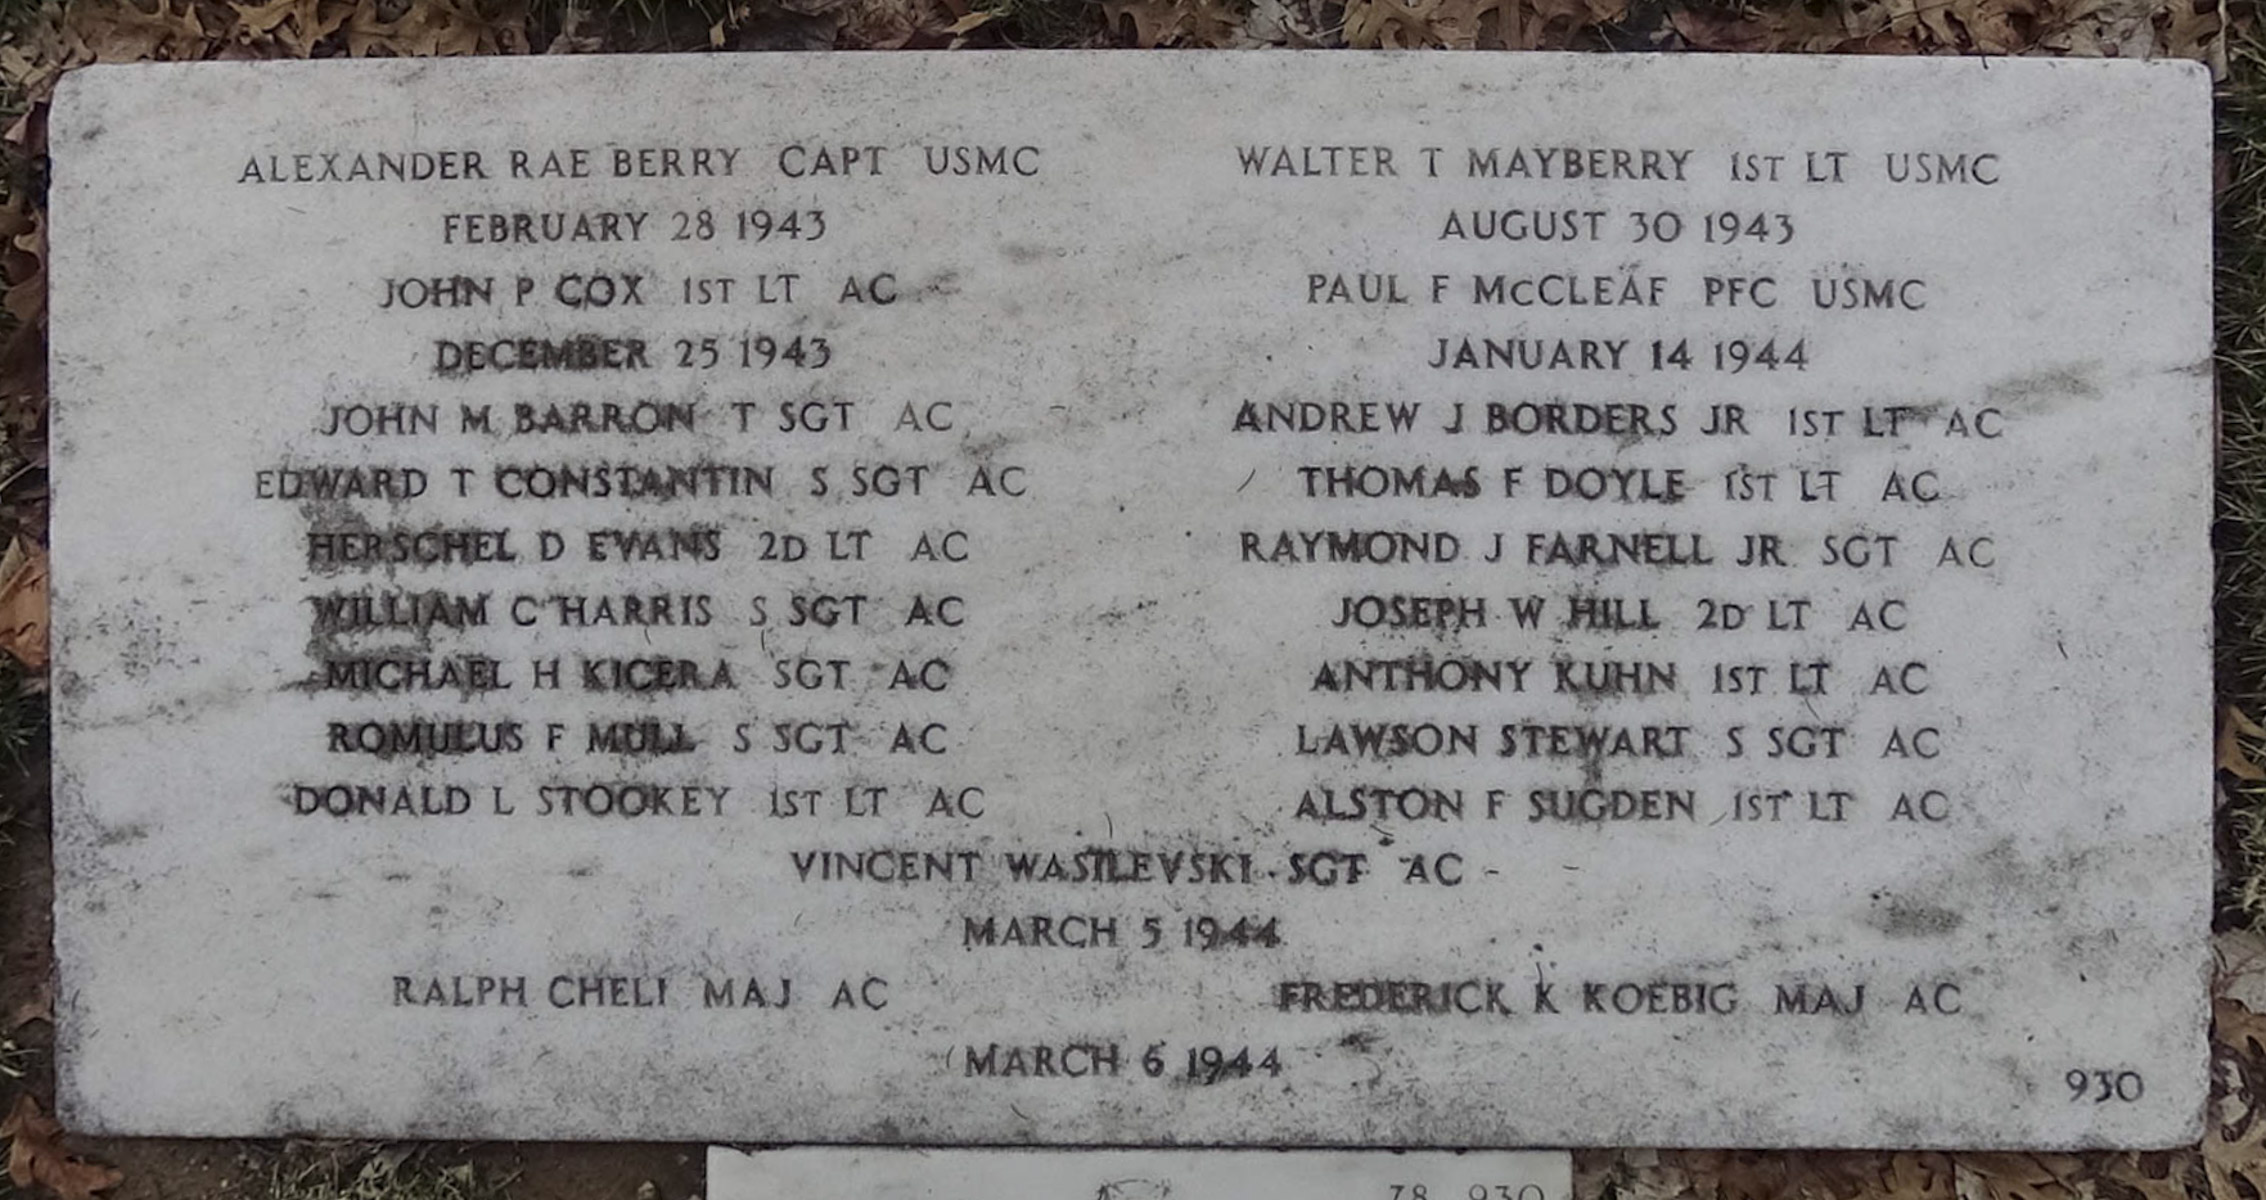 ALEXANDER RAE BERRY CAPT USMC WALTER T MAYBERRY 1ST LT USMC
FEBRUARY 28 1943 AUGUST 30 1943
JOHN P COX 1ST LT AC PAUL F McCLEAF PFC USMC
DECEMBER 25 1943 JANUARY 14 1944
JOHN M BARRON T SGT AC ANDREW J BORDERS JR 1ST LT AC
EDWARD T CONSTANTIN S SGT AC THOMAS F DOYLE 1ST LT AC
HERSCHEL D EVANS 2D LT AC RAYMOND J FARNELL JR SGT AC
WILLIAM C HARRIS S SGT AC JOSEPH W HILL 2D LT AC
MICHAEL H KICERA SGT AC ANTHONY KUHN 1ST LT AC
ROMULUS F MULL S SGT AC LAWSON STEWART S SGT AC
DONALD L STOOKEY 1ST LT AC ALSTON F SUGDEN 1ST LT AC
VINCENT WASILEVSKI SGT AC
MARCH 5 1944
RALPH CHELI MAJ AC FREDERICK K KOEBIG MAJ AC
MARCH 6 1944
930
78 930